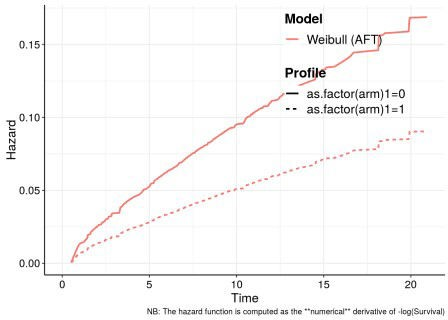 Model
Weibull (AFT)
Profile
as.factor(arm)1=0
as.factor(arm)1=1
0.15
0.10
0.05
0.00
Hazard
0 5 10 15 20
Time
NB: The hazard function is computed as the **numerical** derivative of -log(Survival)